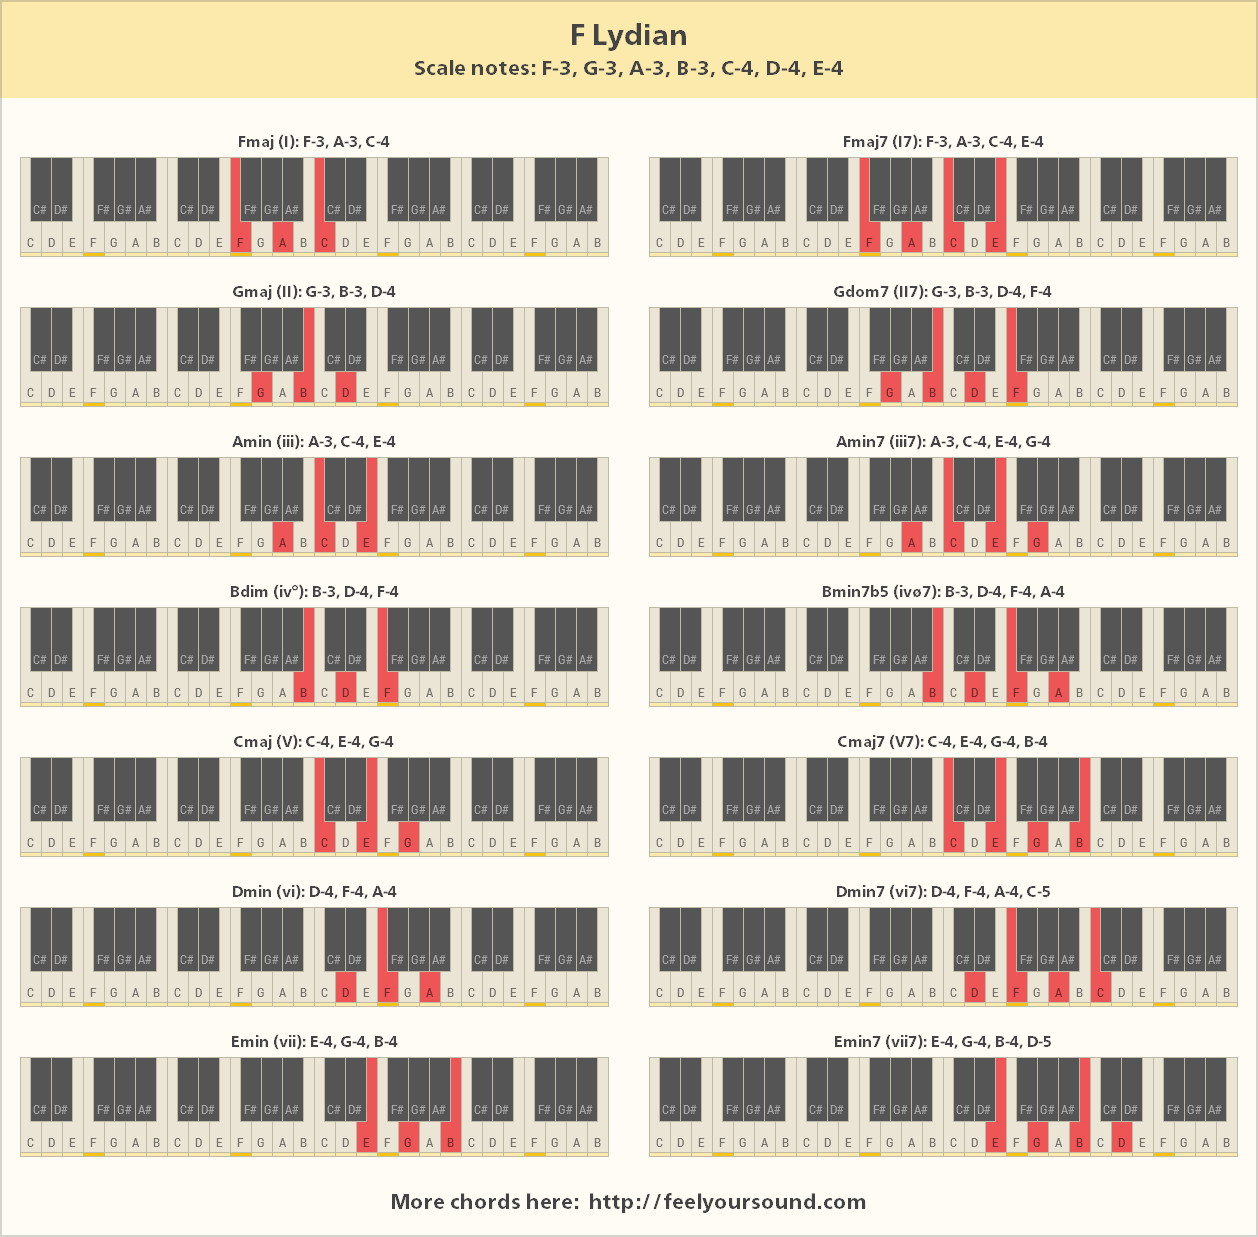 F Lydian
Scale notes: F-3, G-3, A-3, B-3, C-4, D-4, E-4
Fmaj (I): F-3, A-3, C-4
C# D# F# G# A# C# D# F# G# A# C# D# F# G# A# C# D# F# G# A#
C D E F G A B C D E F G A B C D E F G A B C D E F G A B
Fmaj7 (I7): F-3, A-3, C-4, E-4
C# D# F# G# A# C# D# F# G# A# C# D# F# G# A# C# D# F# G# A#
C D E F G A B C D E F G A B C D E F G A B C D E F G A B
Gmaj (II): G-3, B-3, D-4
C# D# F# G# A# C# D# F# G# A# C# D# F# G# A# C# D# F# G# A#
C D E F G A B C D E F G A B C D E F G A B C D E F G A B
Gdom7 (II7): G-3, B-3, D-4, F-4
C# D# F# G# A# C# D# F# G# A# C# D# F# G# A# C# D# F# G# A#
C D E F G A B C D E F G A B C D E F G A B C D E F G A B
Amin (iii): A-3, C-4, E-4
C# D# F# G# A# C# D# F# G# A# C# D# F# G# A# C# D# F# G# A#
C D E F G A B C D E F G A B C D E F G A B C D E F G A B
Amin7 (iii7): A-3, C-4, E-4, G-4
C# D# F# G# A# C# D# F# G# A# C# D# F# G# A# C# D# F# G# A#
C D E F G A B C D E F G A B C D E F G A B C D E F G A B
Bdim (iv°): B-3, D-4, F-4
C# D# F# G# A# C# D# F# G# A# C# D# F# G# A# C# D# F# G# A#
C D E F G A B C D E F G A B C D E F G A B C D E F G A B
Bmin7b5 (ivø7): B-3, D-4, F-4, A-4
C# D# F# G# A# C# D# F# G# A# C# D# F# G# A# C# D# F# G# A#
C D E F G A B C D E F G A B C D E F G A B C D E F G A B
Cmaj (V): C-4, E-4, G-4
C# D# F# G# A# C# D# F# G# A# C# D# F# G# A# C# D# F# G# A#
C D E F G A B C D E F G A B C D E F G A B C D E F G A B
Cmaj7 (V7): C-4, E-4, G-4, B-4
C# D# F# G# A# C# D# F# G# A# C# D# F# G# A# C# D# F# G# A#
C D E F G A B C D E F G A B C D E F G A B C D E F G A B
Dmin (vi): D-4, F-4, A-4
C# D# F# G# A# C# D# F# G# A# C# D# F# G# A# C# D# F# G# A#
C D E F G A B C D E F G A B C D E F G A B C D E F G A B
Dmin7 (vi7): D-4, F-4, A-4, C-5
C# D# F# G# A# C# D# F# G# A# C# D# F# G# A# C# D# F# G# A#
C D E F G A B C D E F G A B C D E F G A B C D E F G A B
Emin (vii): E-4, G-4, B-4
C# D# F# G# A# C# D# F# G# A# C# D# F# G# A# C# D# F# G# A#
C D E F G A B C D E F G A B C D E F G A B C D E F G A B
Emin7 (vii7): E-4, G-4, B-4, D-5
C# D# F# G# A# C# D# F# G# A# C# D# F# G# A# C# D# F# G# A#
C D E F G A B C D E F G A B C D E F G A B C D E F G A B
More chords here: http://feelyoursound.com